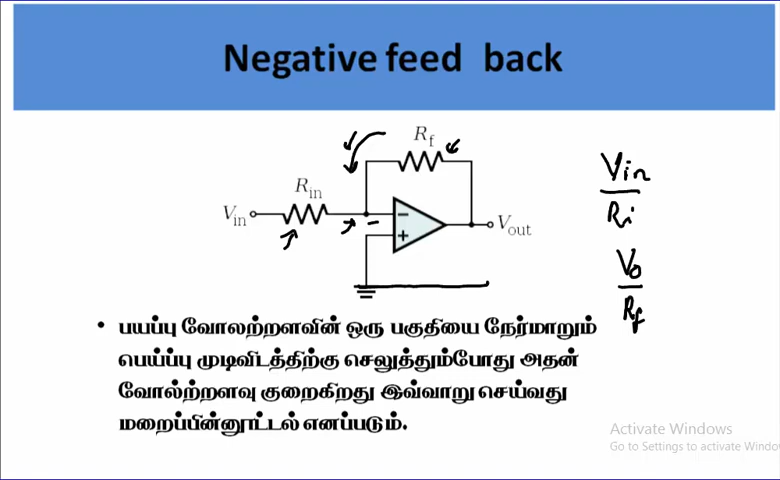 Negative feed back
R_f
R_in
V_in
V_out
Vin
Ri
Vo
Rf
• பயப்பு வோலற்றளவின் ஒரு பகுதியை நேர்மாறும்
பெய்ப்பு முடிவிடத்திற்கு செலுத்தும்போது அதன்
வோல்ற்றளவு குறைகிறது இவ்வாறு செய்வது
மறைப்பின்னூட்டல் எனப்படும்.
Activate Windows
Go to Settings to activate Windo